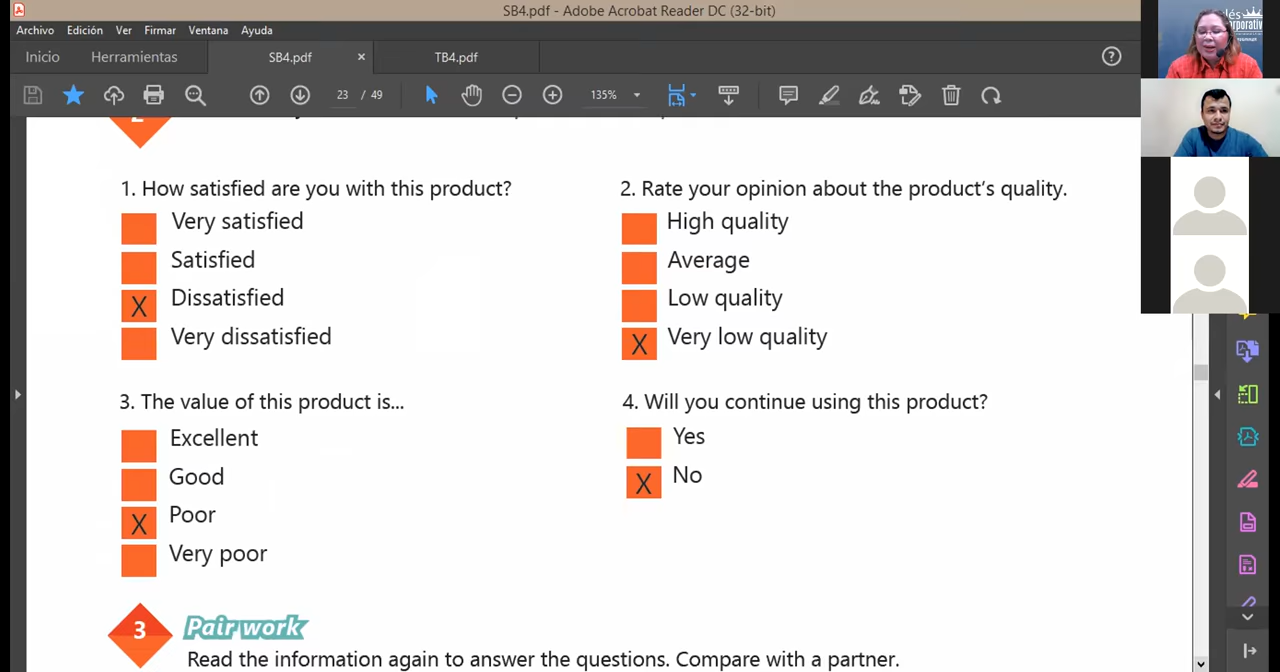 SB4.pdf - Adobe Acrobat Reader DC (32-bit)
Archivo Edición Ver Firmar Ventana Ayuda
Inicio Herramientas SB4.pdf × TB4.pdf ?
23 / 49 135%
2
1. How satisfied are you with this product?
Very satisfied
Satisfied
X Dissatisfied
Very dissatisfied
2. Rate your opinion about the product's quality.
High quality
Average
Low quality
X Very low quality
3. The value of this product is...
Excellent
Good
X Poor
Very poor
4. Will you continue using this product?
Yes
X No
3 Pair work
Read the information again to answer the questions. Compare with a partner.